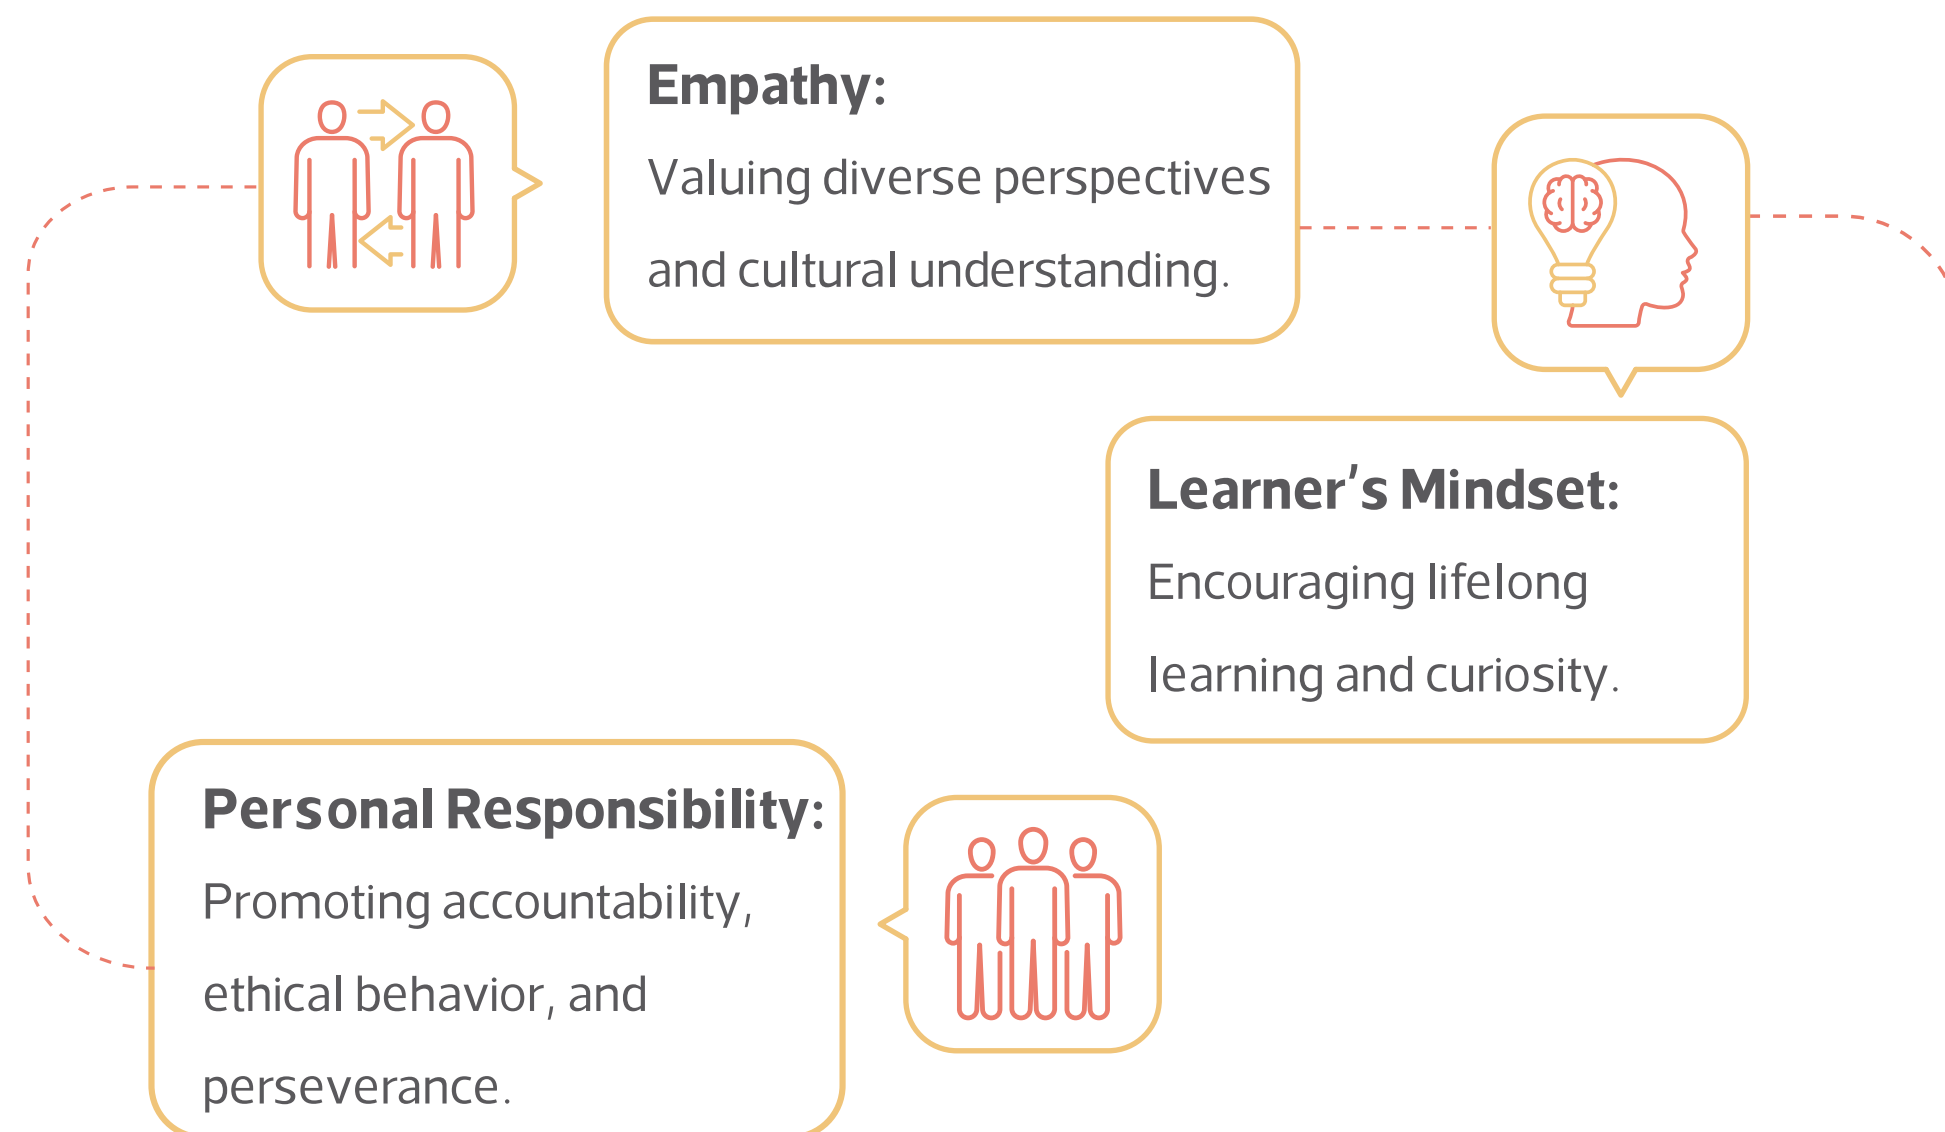 Empathy:
Valuing diverse perspectives
and cultural understanding.
Learner’s Mindset:
Encouraging lifelong
learning and curiosity.
Personal Responsibility:
Promoting accountability,
ethical behavior, and
perseverance.